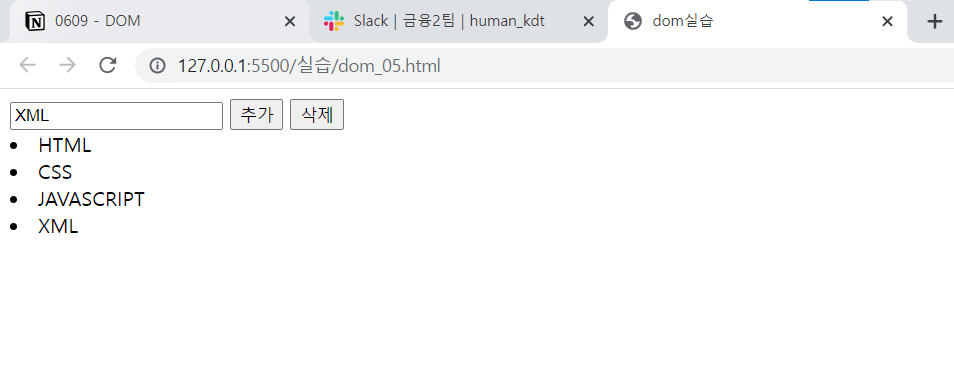 0609 - DOM
Slack | 금융2팀 | human_kdt
dom실습
127.0.0.1:5500/실습/dom_05.html
XML 추가 삭제
HTML
CSS
JAVASCRIPT
XML